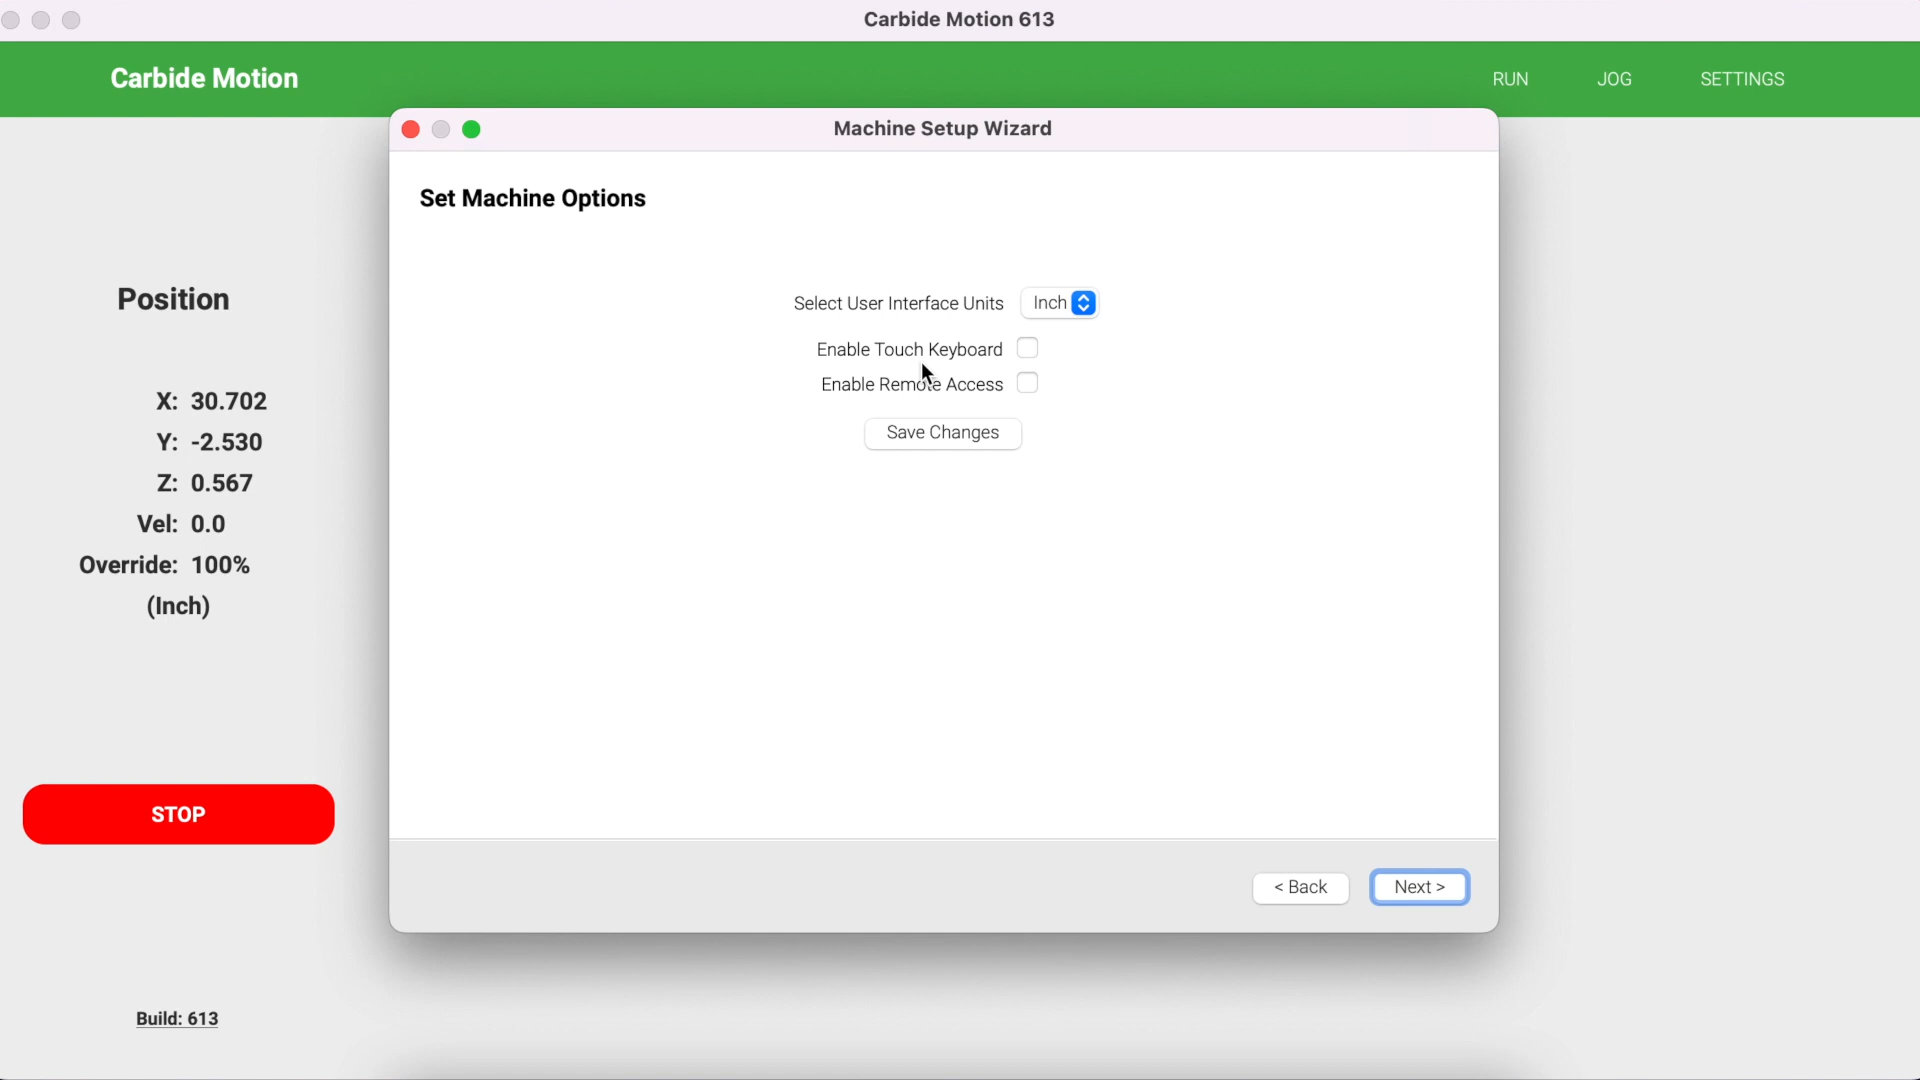 Carbide Motion 613
Carbide Motion
RUN
JOG
SETTINGS
Machine Setup Wizard
Set Machine Options
Position
X: 30.702
Y: -2.530
Z: 0.567
Vel: 0.0
Override: 100%
(Inch)
STOP
Build: 613
Select User Interface Units Inch
Enable Touch Keyboard
Enable Remote Access
Save Changes
< Back
Next >